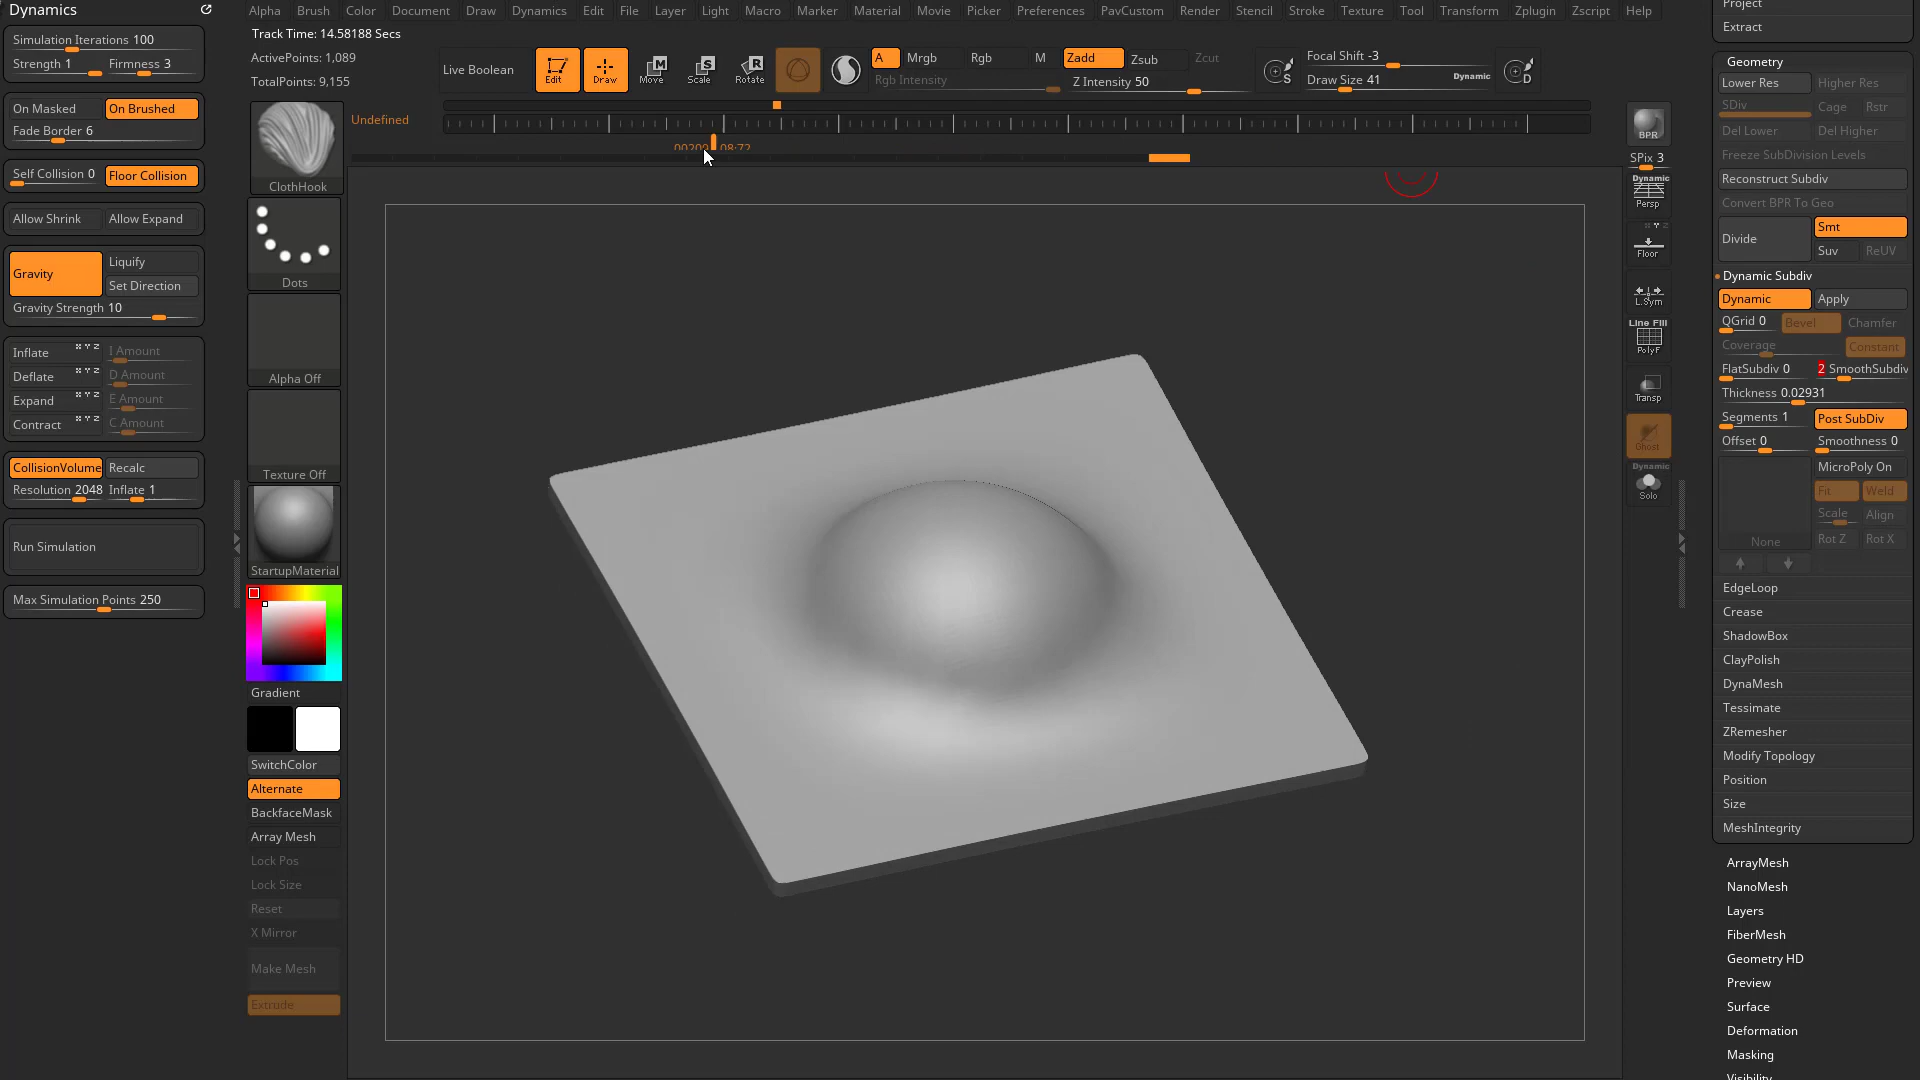 Dynamics
Simulation Iterations 100
Strength 1 Firmness 3
On Masked On Brushed
Fade Border 6
Self Collision 0 Floor Collision
Allow Shrink Allow Expand
Gravity Liquify
Set Direction
Gravity Strength 10
Inflate X Y Z I Amount
Deflate X Y Z D Amount
Expand X Y Z E Amount
Contract X Y Z C Amount
CollisionVolume Recalc
Resolution 2048 Inflate 1
Run Simulation
Max Simulation Points 250
Alpha Brush Color Document Draw Dynamics Edit File Layer Light Macro Marker Material Movie Picker Preferences PavCustom Render Stencil Stroke Texture Tool Transform Zplugin Zscript Help
Track Time: 14.58188 Secs
ActivePoints: 1,089
TotalPoints: 9,155
Live Boolean
Edit
Draw
M
Move
S
Scale
R
Rotate
A Mrgb Rgb M Zadd Zsub Zcut
Rgb Intensity Z Intensity 50
S
Focal Shift -3
Draw Size 41 Dynamic
D
Undefined
08:72
ClothHook
Dots
Alpha Off
Texture Off
StartupMaterial
Gradient
SwitchColor
Alternate
BackfaceMask
Array Mesh
Lock Pos
Lock Size
Reset
X Mirror
Make Mesh
Extrude
BPR
SPix 3
Dynamic
Persp
Floor
L.Sym
Line Fill
PolyF
Transp
Ghost
Dynamic
Solo
Project
Extract
Geometry
Lower Res Higher Res
SDiv Cage Rstr
Del Lower Del Higher
Freeze SubDivision Levels
Reconstruct Subdiv
Convert BPR To Geo
Divide Smt
Suv ReUV
Dynamic Subdiv
Dynamic Apply
QGrid 0 Bevel Chamfer
Coverage Constant
FlatSubdiv 0 2 SmoothSubdiv
Thickness 0.02931
Segments 1 Post SubDiv
Offset 0 Smoothness 0
MicroPoly On
Fit Weld
Scale Align
None Rot Z Rot X
EdgeLoop
Crease
ShadowBox
ClayPolish
DynaMesh
Tessimate
ZRemesher
Modify Topology
Position
Size
MeshIntegrity
ArrayMesh
NanoMesh
Layers
FiberMesh
Geometry HD
Preview
Surface
Deformation
Masking
Visibility